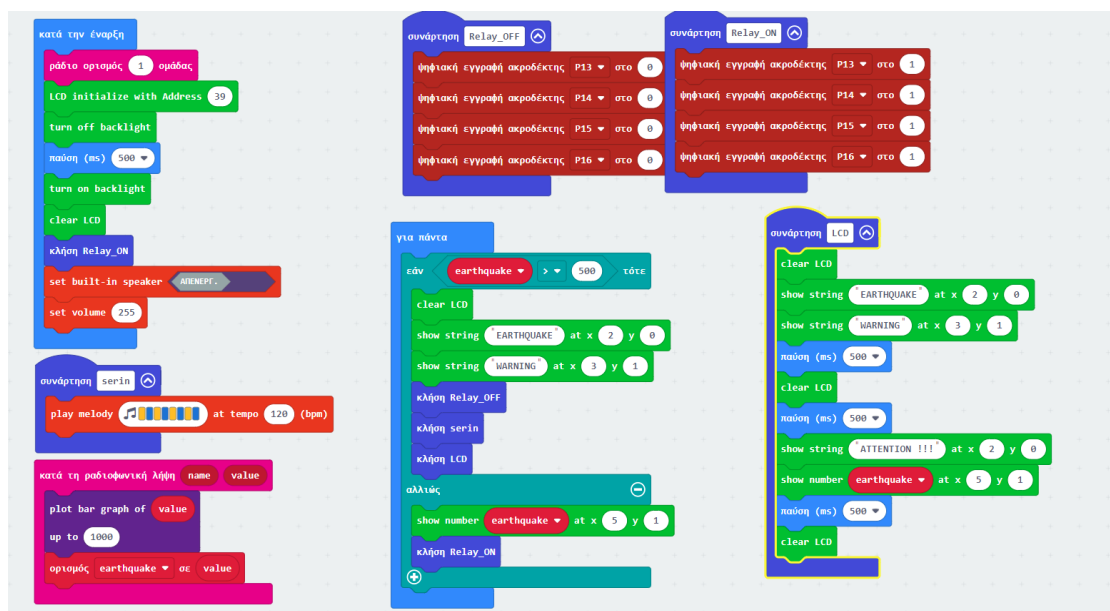 κατά την έναρξη
ράδιο ορισμός 1 ομάδας
LCD initialize with Address 39
turn off backlight
παύση (ms) 500
turn on backlight
clear LCD
κλήση Relay_ON
set built-in speaker ΑΠΕΝΕΡΓ.
set volume 255
συνάρτηση serin
play melody at tempo 120 (bpm)
κατά τη ραδιοφωνική λήψη name value
plot bar graph of value
up to 1000
ορισμός earthquake σε value
συνάρτηση Relay_OFF
ψηφιακή εγγραφή ακροδέκτης P13 στο 0
ψηφιακή εγγραφή ακροδέκτης P14 στο 0
ψηφιακή εγγραφή ακροδέκτης P15 στο 0
ψηφιακή εγγραφή ακροδέκτης P16 στο 0
συνάρτηση Relay_ON
ψηφιακή εγγραφή ακροδέκτης P13 στο 1
ψηφιακή εγγραφή ακροδέκτης P14 στο 1
ψηφιακή εγγραφή ακροδέκτης P15 στο 1
ψηφιακή εγγραφή ακροδέκτης P16 στο 1
για πάντα
εάν earthquake > 500 τότε
clear LCD
show string "EARTHQUAKE" at x 2 y 0
show string "WARNING" at x 3 y 1
κλήση Relay_OFF
κλήση serin
κλήση LCD
αλλιώς
show number earthquake at x 5 y 1
κλήση Relay_ON
συνάρτηση LCD
clear LCD
show string "EARTHQUAKE" at x 2 y 0
show string "WARNING" at x 3 y 1
παύση (ms) 500
clear LCD
παύση (ms) 500
show string "ATTENTION !!!" at x 2 y 0
show number earthquake at x 5 y 1
παύση (ms) 500
clear LCD